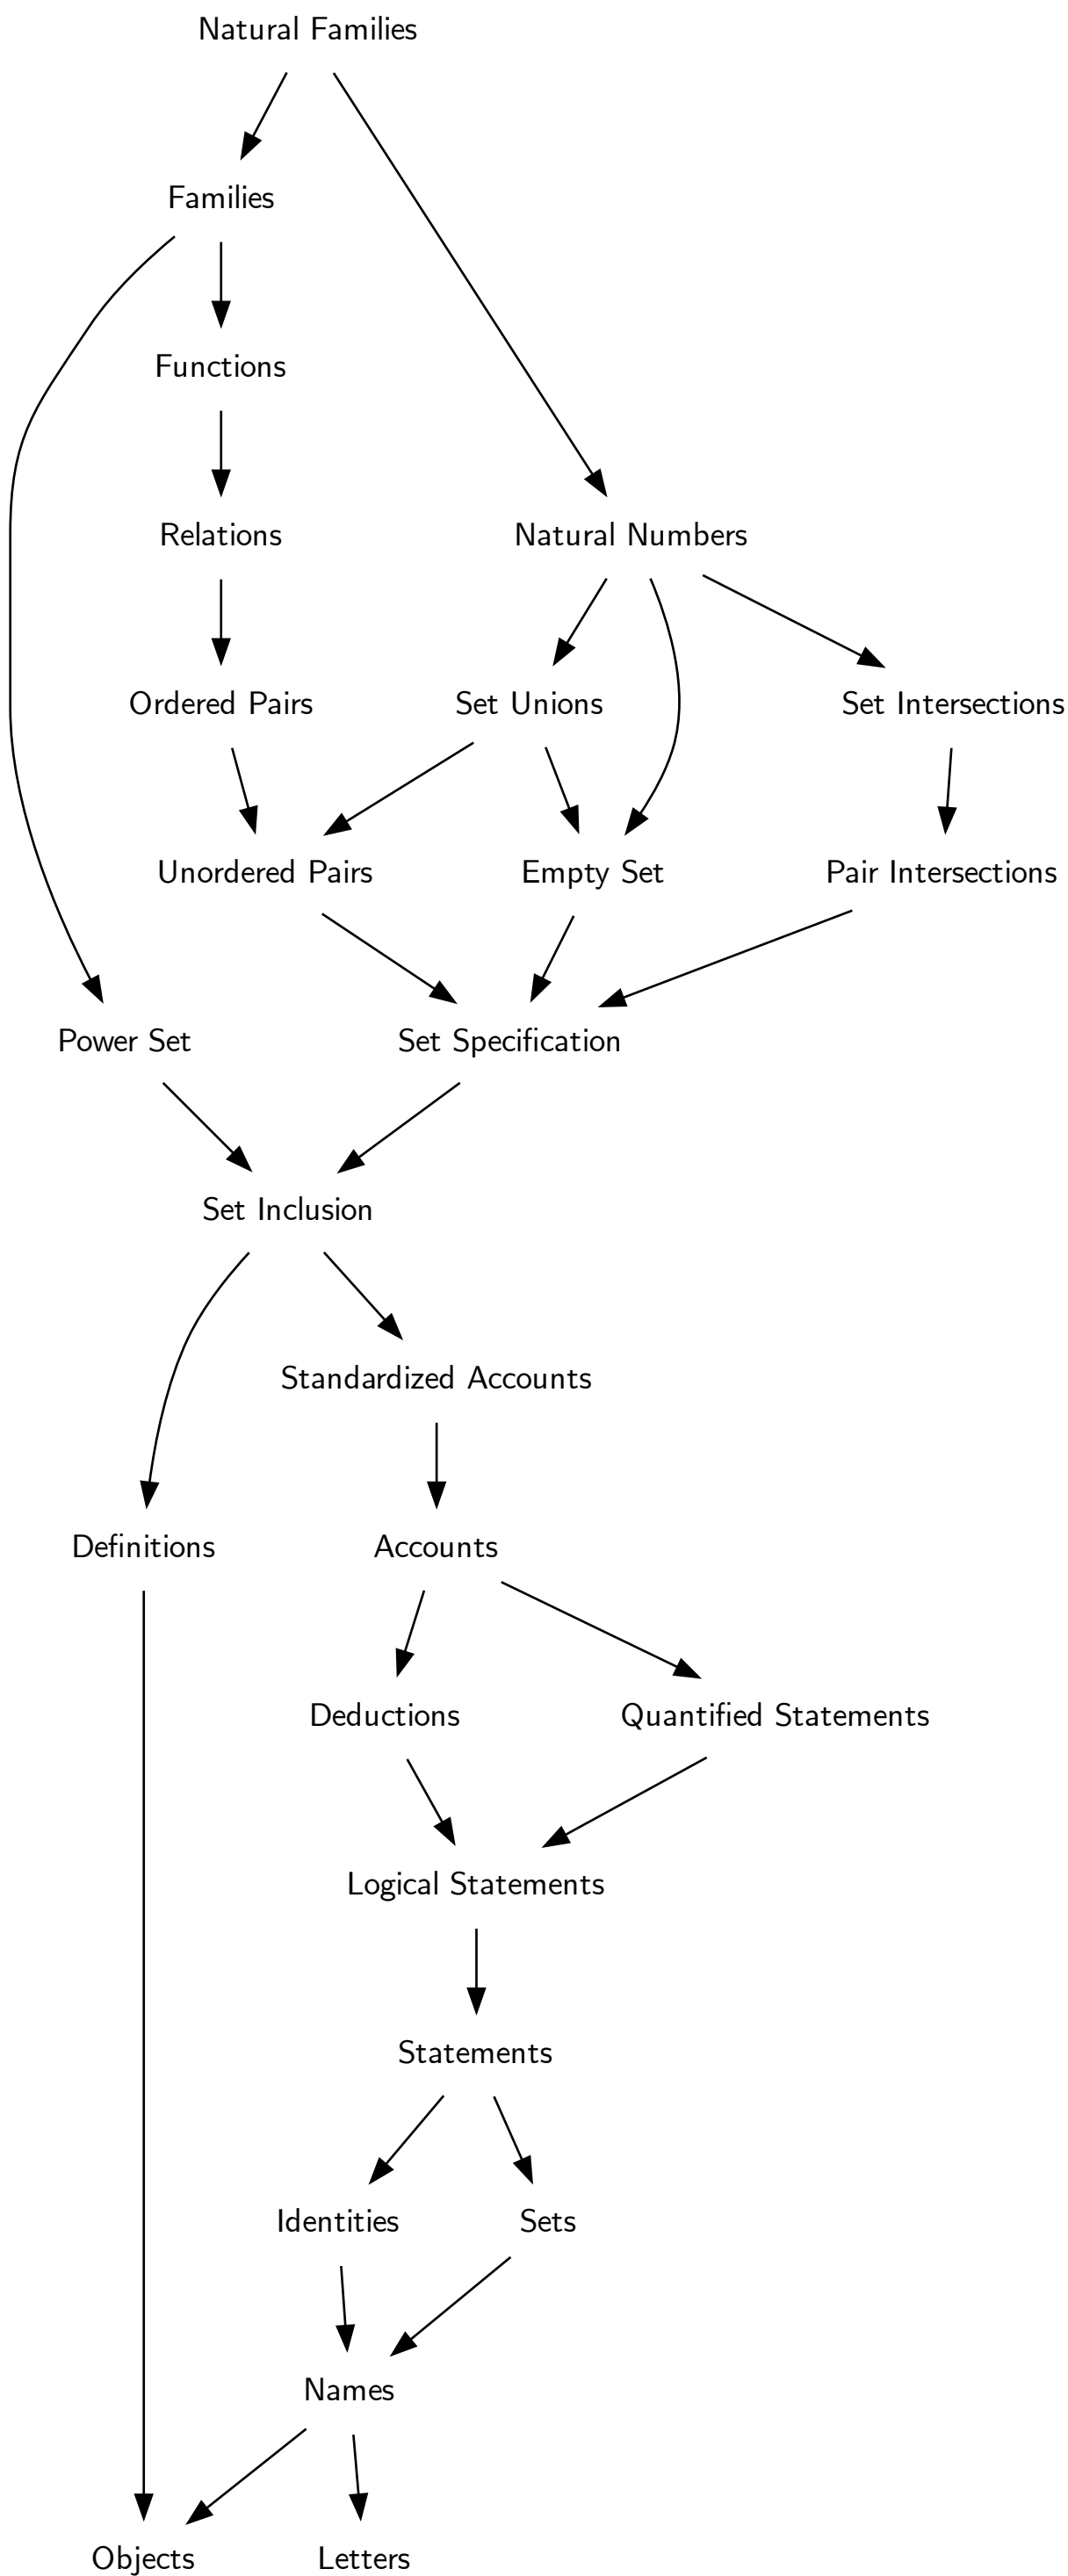 Natural Families
Families
Functions
Relations
Natural Numbers
Ordered Pairs
Set Unions
Set Intersections
Unordered Pairs
Empty Set
Pair Intersections
Power Set
Set Specification
Set Inclusion
Standardized Accounts
Definitions
Accounts
Deductions
Quantified Statements
Logical Statements
Statements
Identities
Sets
Names
Objects
Letters